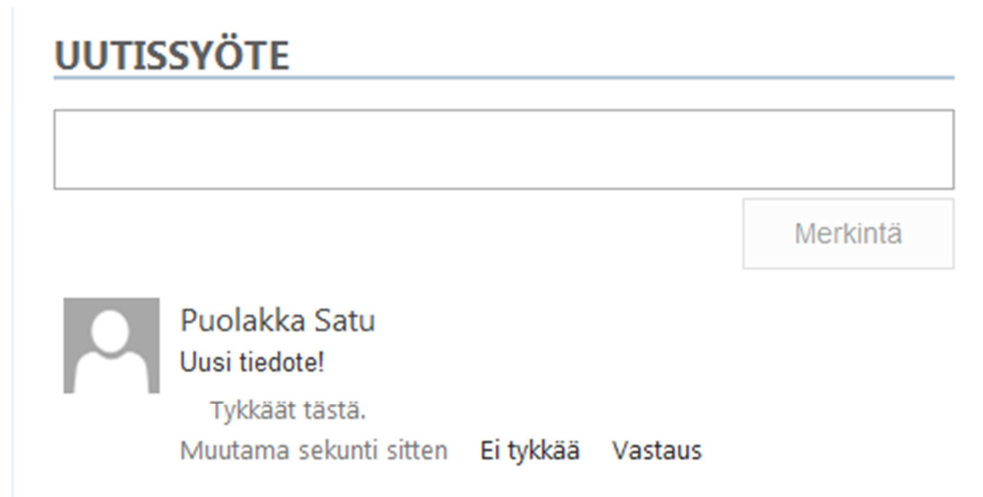 UUTISSYÖTE
Merkintä
Puolakka Satu
Uusi tiedote!
Tykkäät tästä.
Muutama sekunti sitten Ei tykkää Vastaus